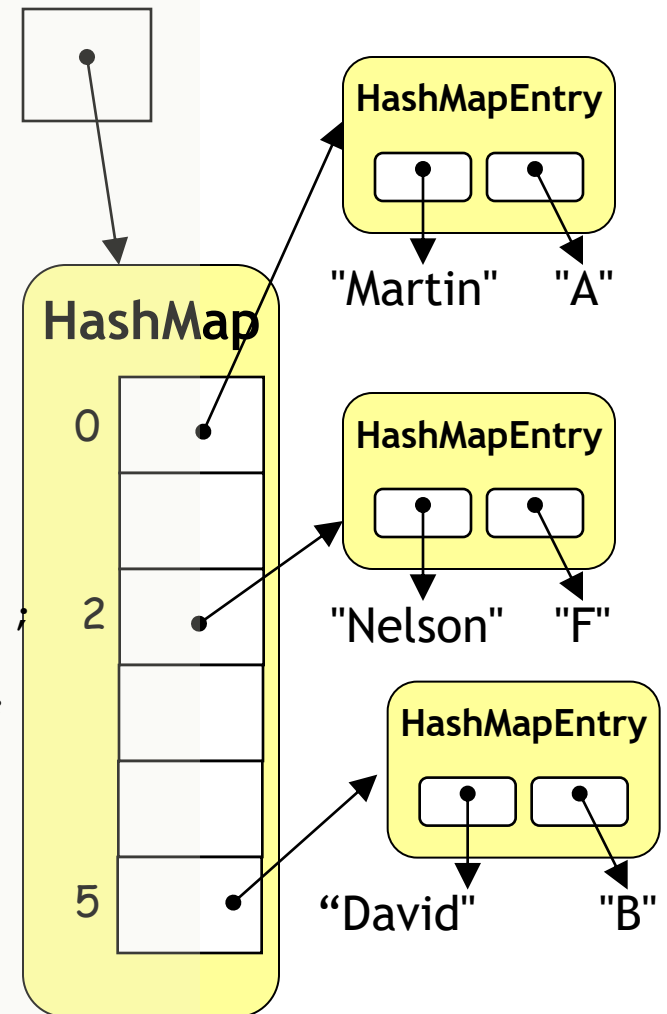 HashMapEntry
"Martin" "A"
HashMap
0
HashMapEntry
"Nelson" "F"
; 2
HashMapEntry
5 “David" "B"